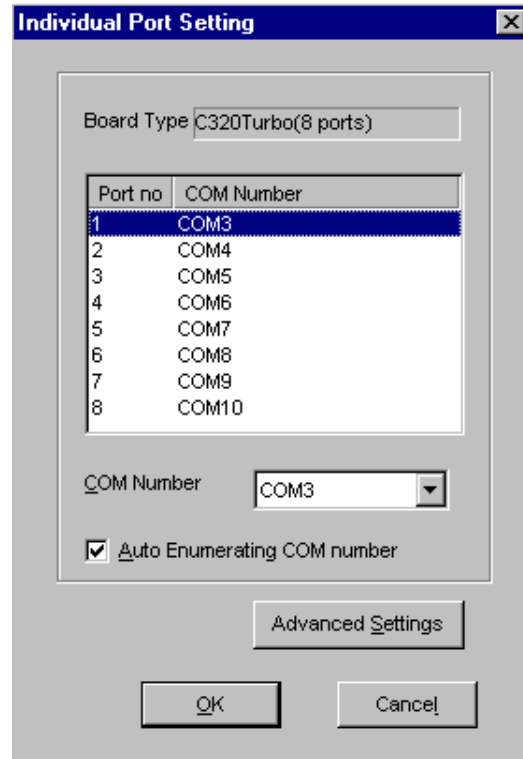 Individual Port Setting
Board Type C320Turbo(8 ports)
Port no COM Number
1 COM3
2 COM4
3 COM5
4 COM6
5 COM7
6 COM8
7 COM9
8 COM10
COM Number COM3
Auto Enumerating COM number
Advanced Settings
OK Cancel